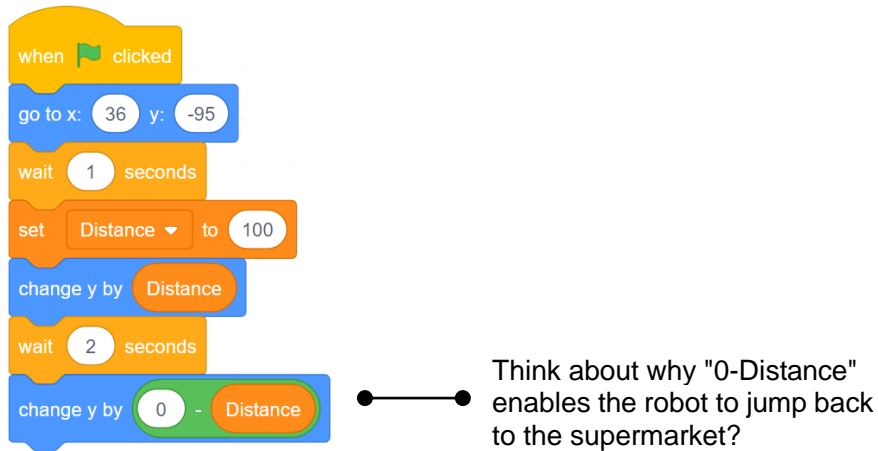 when clicked
go to x: 36 y: -95
wait 1 seconds
set Distance to 100
change y by Distance
wait 2 seconds
change y by 0 - Distance
Think about why "0-Distance"
enables the robot to jump back
to the supermarket?